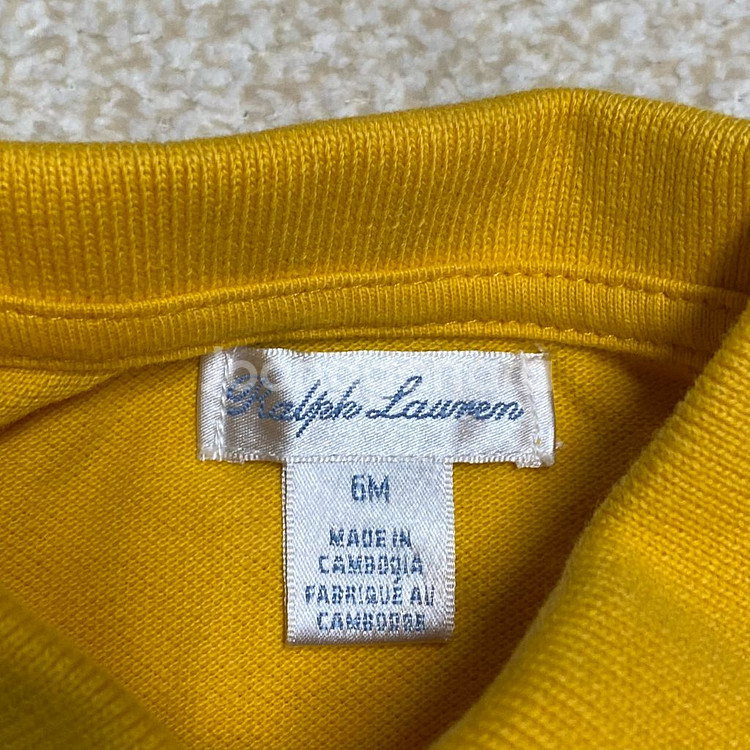 Ralph Lauren
6M
MADE IN
CAMBODIA
FABRIQUÉ AU
CAMBODGE